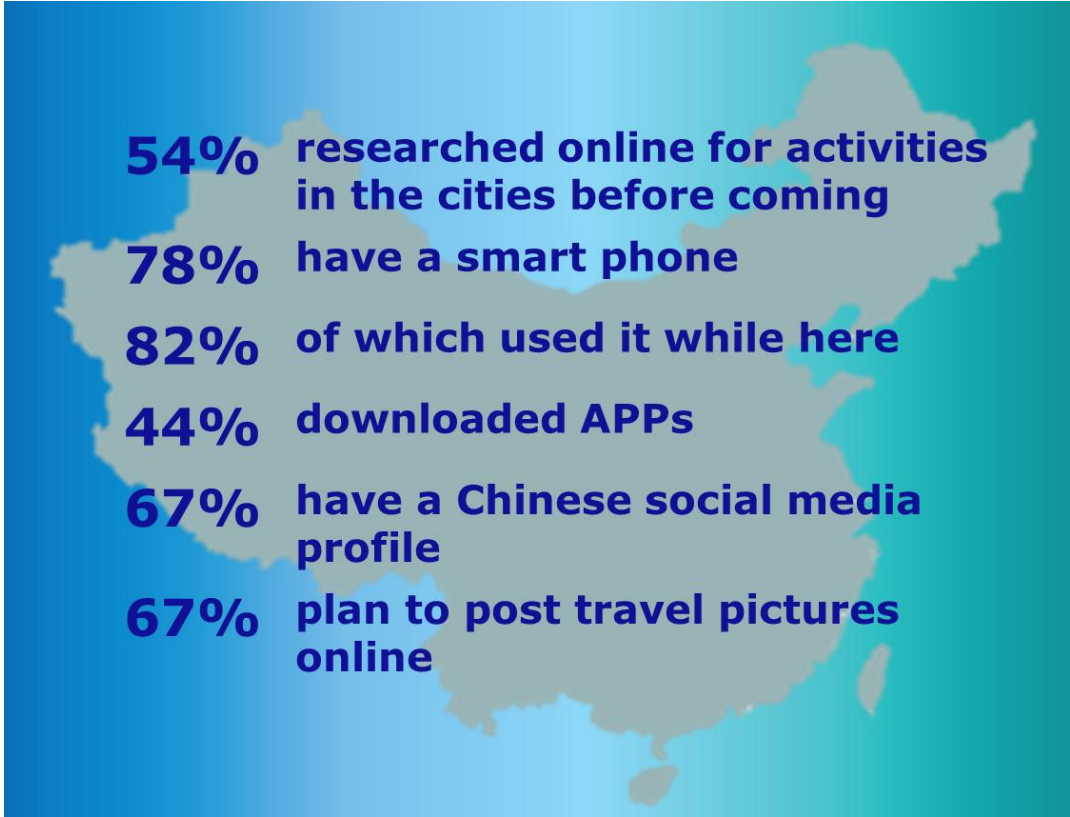 54% researched online for activities
in the cities before coming
78% have a smart phone
82% of which used it while here
44% downloaded APPs
67% have a Chinese social media
profile
67% plan to post travel pictures
online